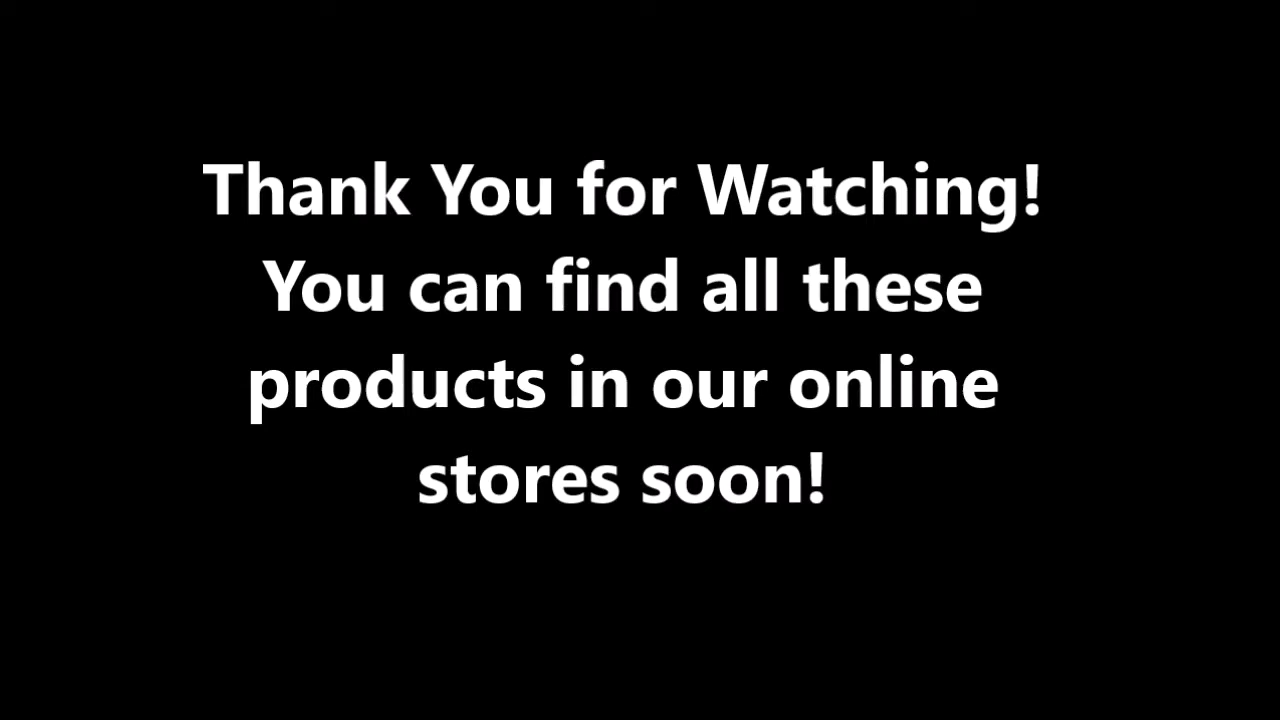 Thank You for Watching!
You can find all these
products in our online
stores soon!